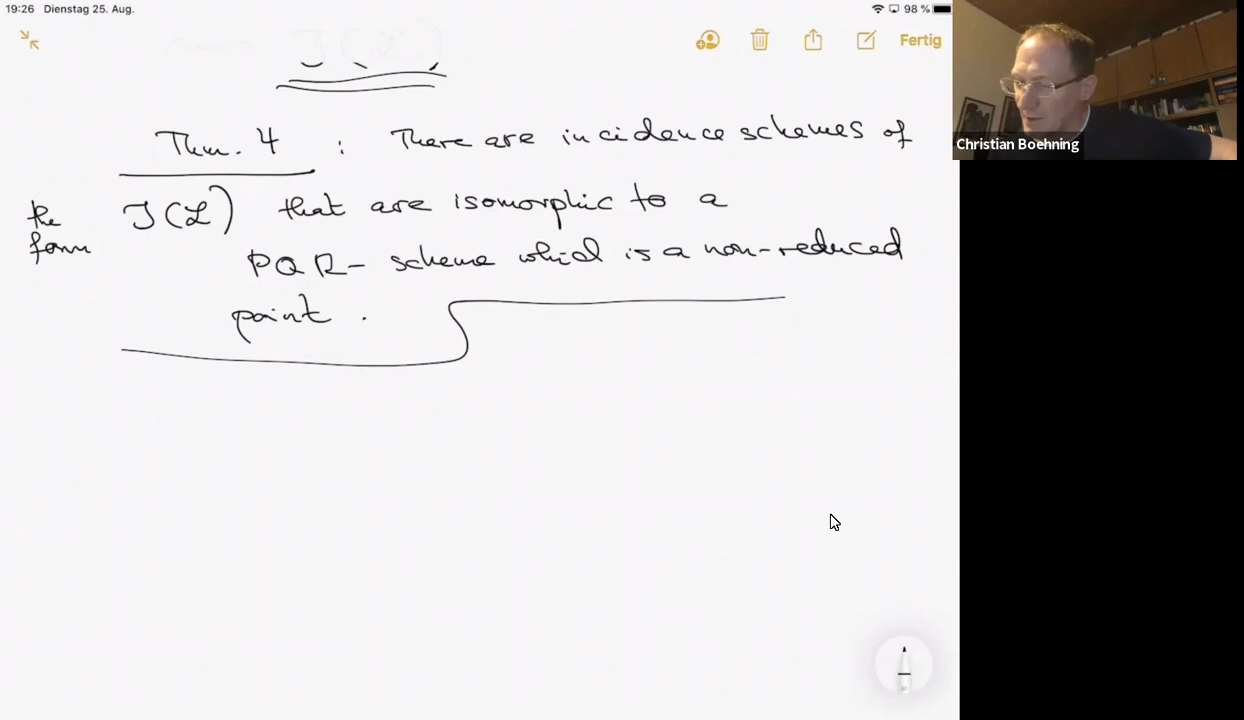 19:26 Dienstag 25. Aug.
98 %
Fertig
Christian Boehning
Thm. 4 : There are incidence schemes of
the form I(L) that are isomorphic to a
PQR- scheme which is a non-reduced
point .